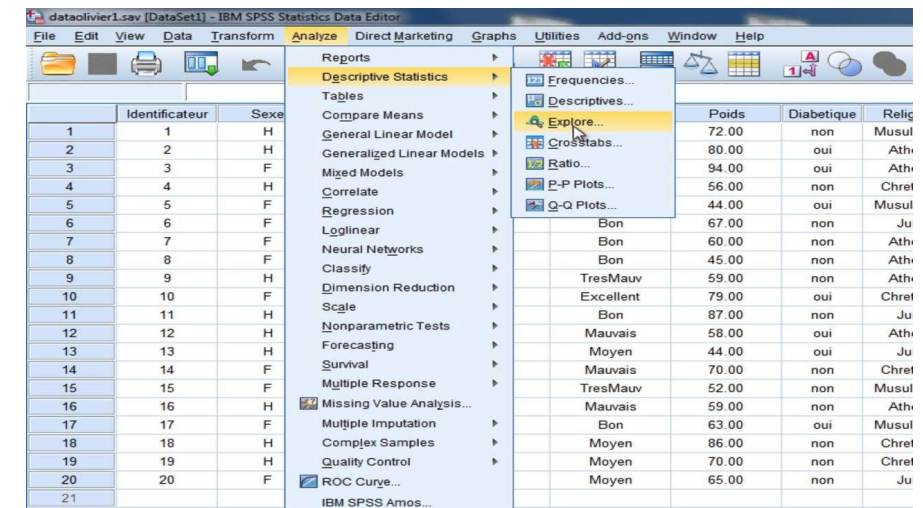 dataolivier1.sav [DataSet1] - IBM SPSS Statistics Data Editor
File Edit View Data Transform Analyze Direct Marketing Graphs Utilities Add-ons Window Help
Reports
Descriptive Statistics
Tables
Compare Means
General Linear Model
Generalized Linear Models
Mixed Models
Correlate
Regression
Loglinear
Neural Networks
Classify
Dimension Reduction
Scale
Nonparametric Tests
Forecasting
Survival
Multiple Response
Missing Value Analysis...
Multiple Imputation
Complex Samples
Quality Control
ROC Curve...
IBM SPSS Amos...
Frequencies...
Descriptives...
Explore...
Crosstabs...
Ratio...
P-P Plots...
Q-Q Plots...
Identificateur Sexe Poids Diabetique Relig
1 1 H 72.00 non Musul
2 2 H 80.00 oui Athe
3 3 F 94.00 oui Athe
4 4 H 56.00 non Chret
5 5 F 44.00 oui Musul
6 6 F Bon 67.00 non Ju
7 7 F Bon 60.00 non Athe
8 8 F Bon 45.00 non Athe
9 9 H TresMauv 59.00 non Athe
10 10 F Excellent 79.00 oui Chret
11 11 H Bon 87.00 non Ju
12 12 H Mauvais 58.00 oui Athe
13 13 H Moyen 44.00 oui Ju
14 14 F Mauvais 70.00 non Chret
15 15 F TresMauv 52.00 non Musul
16 16 H Mauvais 59.00 non Athe
17 17 F Bon 63.00 oui Musul
18 18 H Moyen 86.00 non Chret
19 19 H Moyen 70.00 non Chret
20 20 F Moyen 65.00 non Ju
21